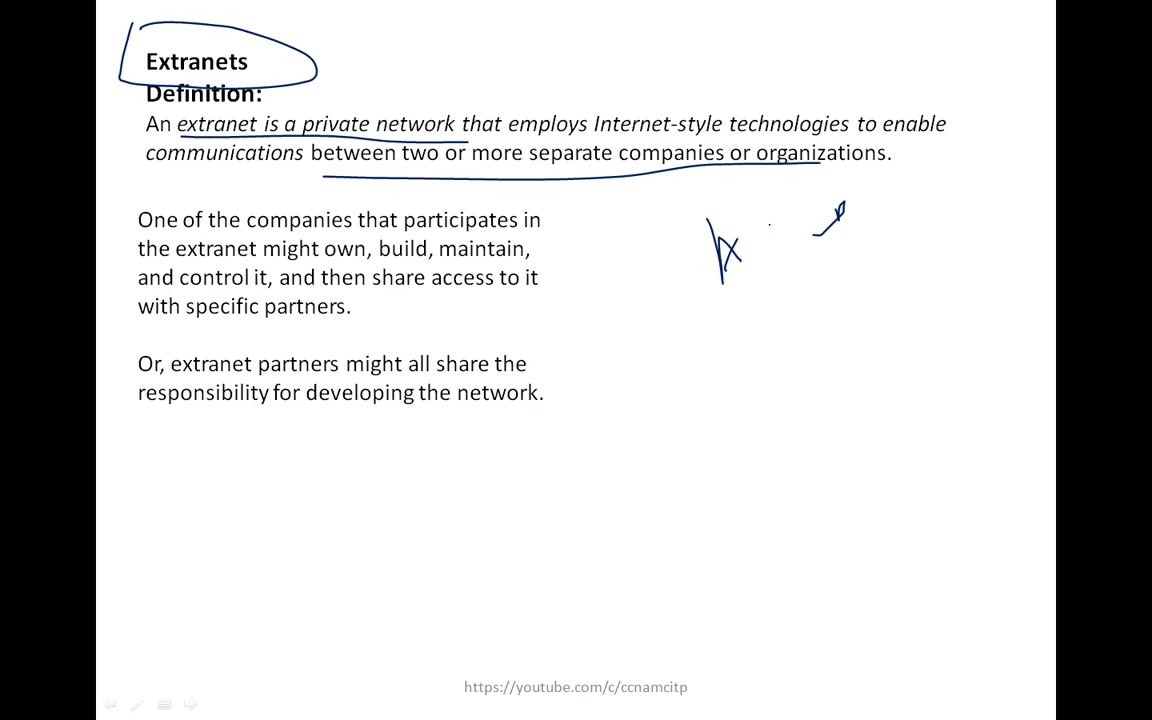 Extranets
Definition:
An extranet is a private network that employs Internet-style technologies to enable
communications between two or more separate companies or organizations.
One of the companies that participates in
the extranet might own, build, maintain,
and control it, and then share access to it
with specific partners.
Or, extranet partners might all share the
responsibility for developing the network.
https://youtube.com/c/ccnamcitp